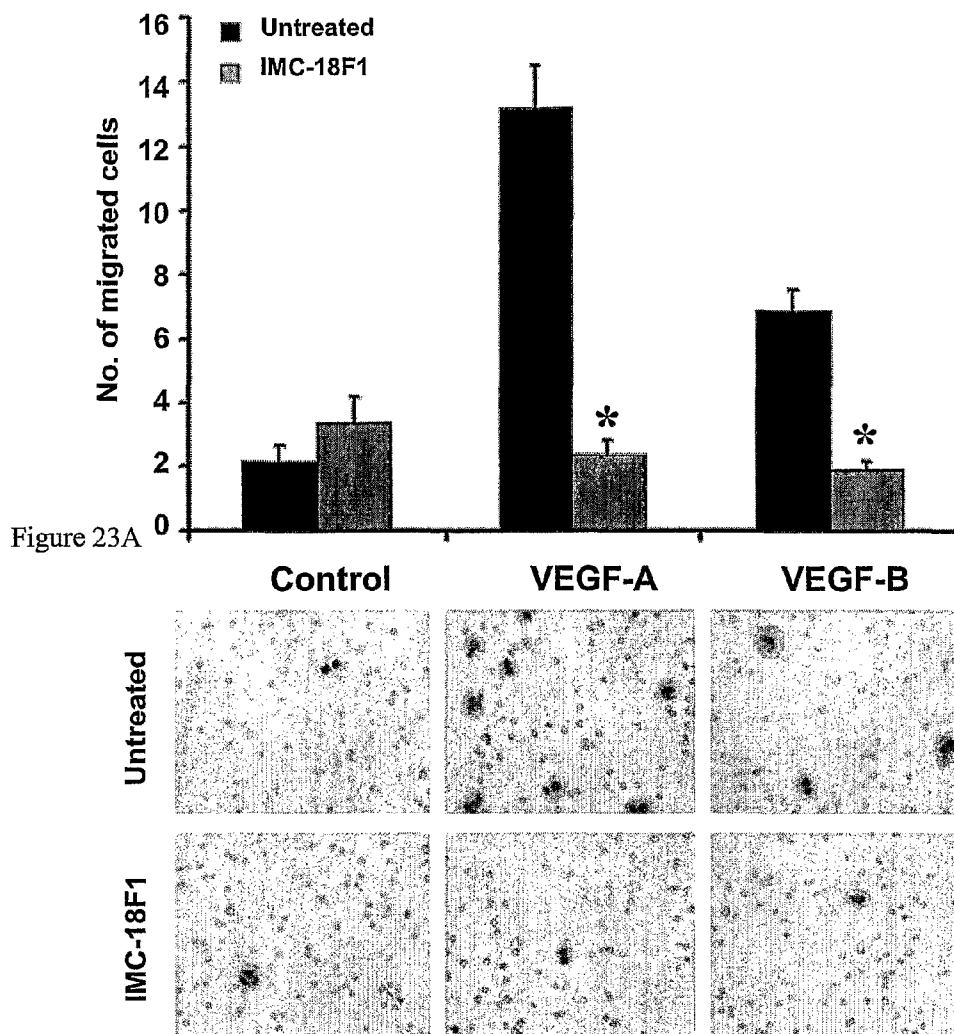 16
14
12
10
8
6
4
2
0
No. of migrated cells
Untreated
IMC-18F1
*
*
Figure 23A
Control VEGF-A VEGF-B
Untreated
IMC-18F1